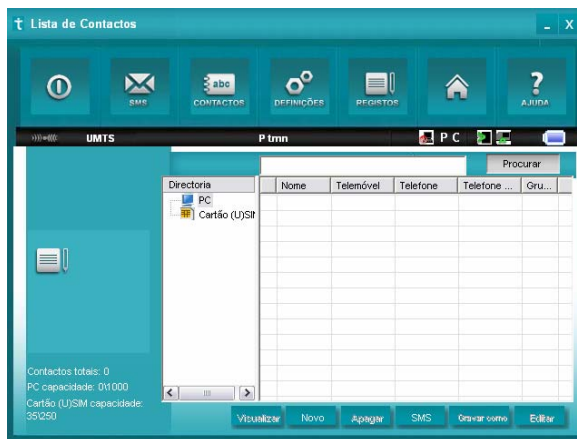 t Lista de Contactos
abc
SMS CONTACTOS DEFINIÇÕES REGISTOS AJUDA
UMTS P tmn P C
Procurar
Directoria Nome Telemóvel Telefone Telefone ... Gru...
PC
Cartão (U)SI
Contactos totais: 0
PC capacidade: 0\1000
Cartão (U)SIM capacidade:
35\250
Visualizar Novo Apagar SMS Gravar como Editar